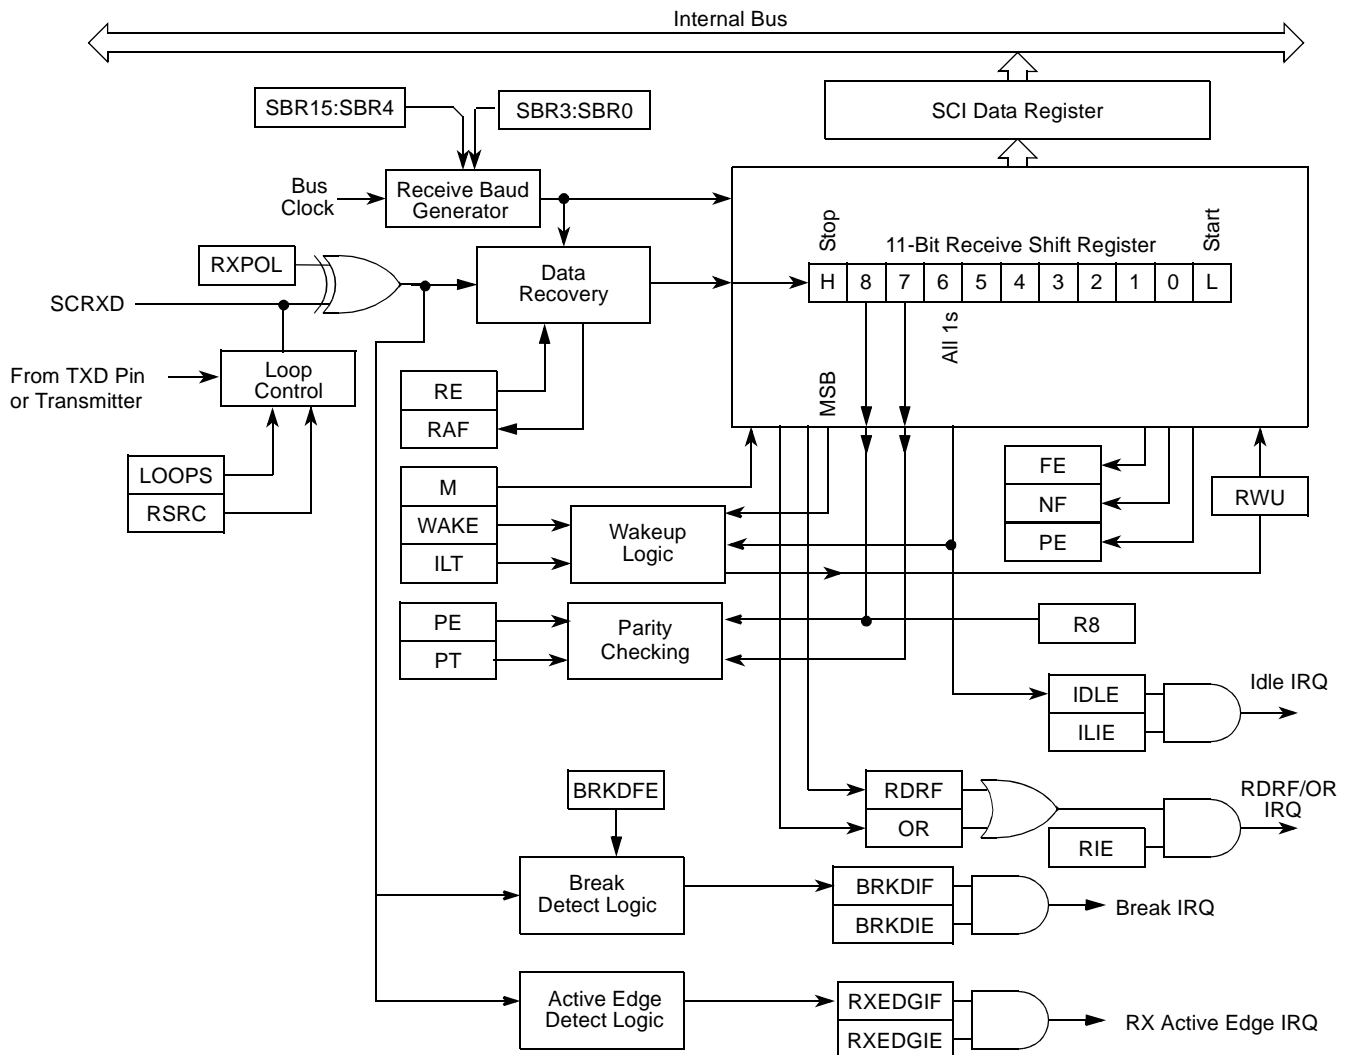 Internal Bus
SBR15:SBR4
SBR3:SBR0
SCI Data Register
Bus
Clock
Receive Baud
Generator
RXPOL
SCRXD
Data
Recovery
Stop
11-Bit Receive Shift Register
Start
H 8 7 6 5 4 3 2 1 0 L
All 1s
MSB
From TXD Pin
or Transmitter
Loop
Control
RE
RAF
LOOPS
RSRC
M
WAKE
ILT
Wakeup
Logic
FE
NF
PE
RWU
PE
PT
Parity
Checking
R8
IDLE
ILIE
Idle IRQ
BRKDFE
RDRF
OR
RIE
RDRF/OR
IRQ
Break
Detect Logic
BRKDIF
BRKDIE
Break IRQ
Active Edge
Detect Logic
RXEDGIF
RXEDGIE
RX Active Edge IRQ